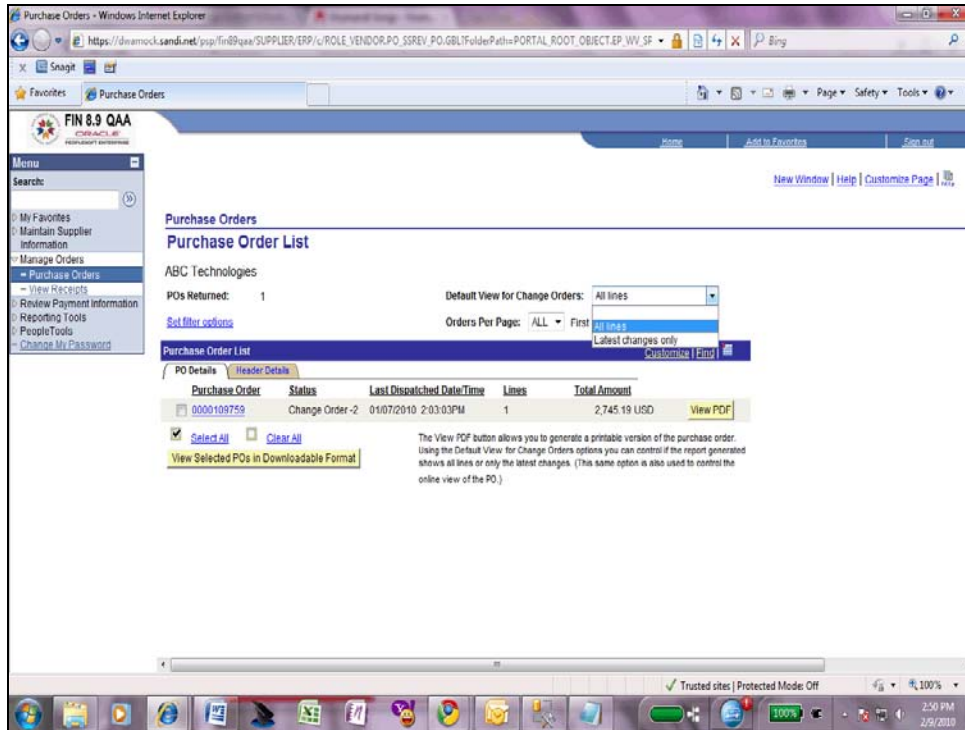 Purchase Orders - Windows Internet Explorer
https://dwamock.sandi.net/psp/fin89qaa/SUPPLIER/ERP/c/ROLE_VENDOR.PO_SSREV_PO.GBL?FolderPath=PORTAL_ROOT_OBJECT.EP_WV_SF
Bing
x Snagit
Favorites Purchase Orders Page Safety Tools
FIN 8.9 QAA
ORACLE
PEOPLESOFT ENTERPRISE
Home Add to Favorites Sign out
Menu
New Window | Help | Customize Page |
Search:
My Favorites
Maintain Supplier
Information
Manage Orders
– Purchase Orders
– View Receipts
Review Payment Information
Reporting Tools
PeopleTools
– Change My Password
Purchase Orders
Purchase Order List
ABC Technologies
POs Returned: 1 Default View for Change Orders: All lines
All lines
Latest changes only
Set filter options Orders Per Page: ALL First
Purchase Order List Customize | Find |
PO Details Header Details
Purchase Order Status Last Dispatched Date/Time Lines Total Amount
0000109759 Change Order -2 01/07/2010 2:03:03PM 1 2,745.19 USD View PDF
Select All Clear All
View Selected POs in Downloadable Format
The View PDF button allows you to generate a printable version of the purchase order.
Using the Default View for Change Orders options you can control if the report generated
shows all lines or only the latest changes. (This same option is also used to control the
online view of the PO.)
Trusted sites | Protected Mode: Off 100%
100%
2:50 PM
2/9/2010